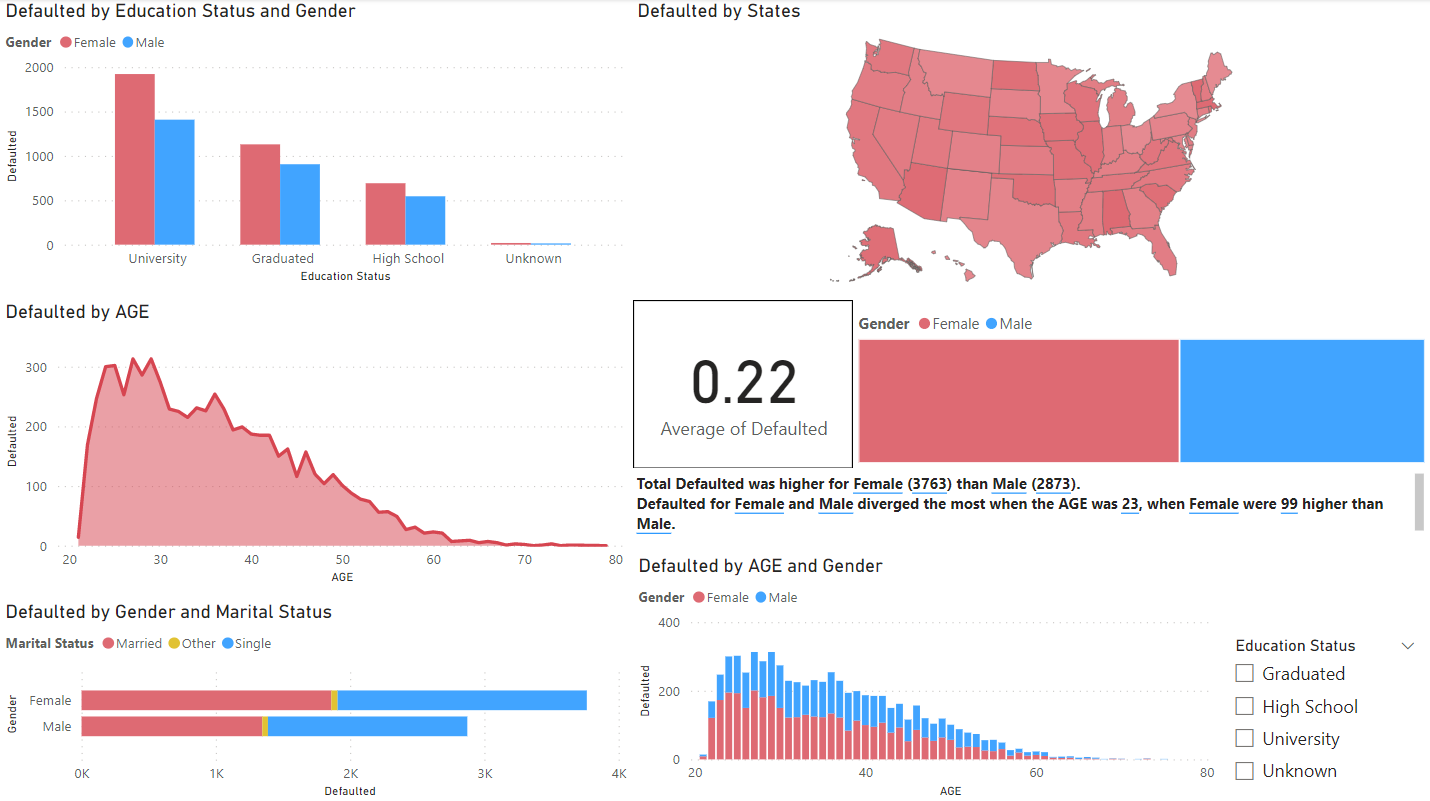 Defaulted by Education Status and Gender
Gender Female Male
2000
1500
1000
500
0
Defaulted
University Graduated High School Unknown
Education Status
Defaulted by States
Defaulted by AGE
300
200
100
0
Defaulted
20 30 40 50 60 70 80
AGE
0.22
Average of Defaulted
Gender Female Male
Total Defaulted was higher for Female (3763) than Male (2873).
Defaulted for Female and Male diverged the most when the AGE was 23, when Female were 99 higher than
Male.
Defaulted by Gender and Marital Status
Marital Status Married Other Single
Gender
Female
Male
0K 1K 2K 3K 4K
Defaulted
Defaulted by AGE and Gender
Gender Female Male
400
200
0
Defaulted
20 40 60 80
AGE
Education Status
Graduated
High School
University
Unknown